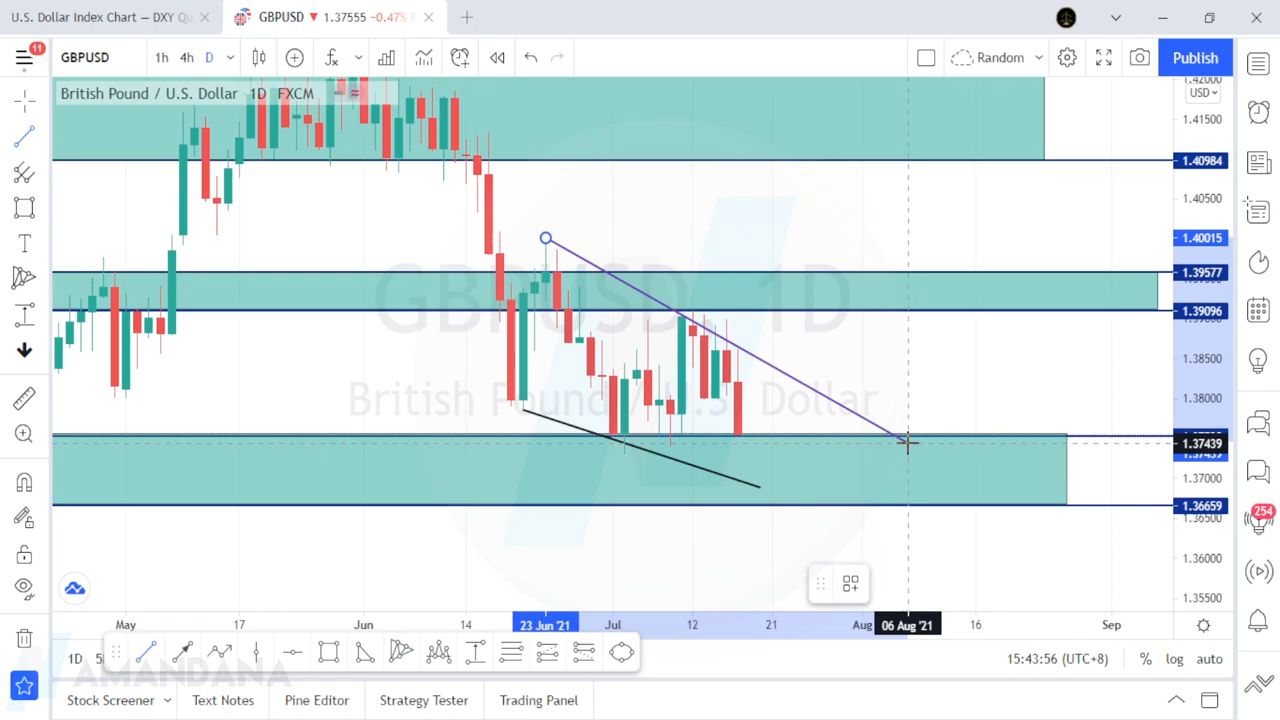 U.S. Dollar Index Chart — DXY Qu
GBPUSD ▼ 1.37555 -0.47%
11
GBPUSD
1h 4h D
Random
Publish
British Pound / U.S. Dollar 1D FXCM
USD
1.42000
1.41500
1.40984
1.40500
1.40015
1.39577
1.39096
1.38500
1.38000
1.37439
1.37000
1.36659
1.36500
1.36000
1.35500
GBPUSD, 1D
British Pound / U.S. Dollar
254
May 17 Jun 14 23 Jun '21 Jul 12 21 Aug 06 Aug '21 16 Sep
1D
15:43:56 (UTC+8) % log auto
AMANDANA
Stock Screener Text Notes Pine Editor Strategy Tester Trading Panel